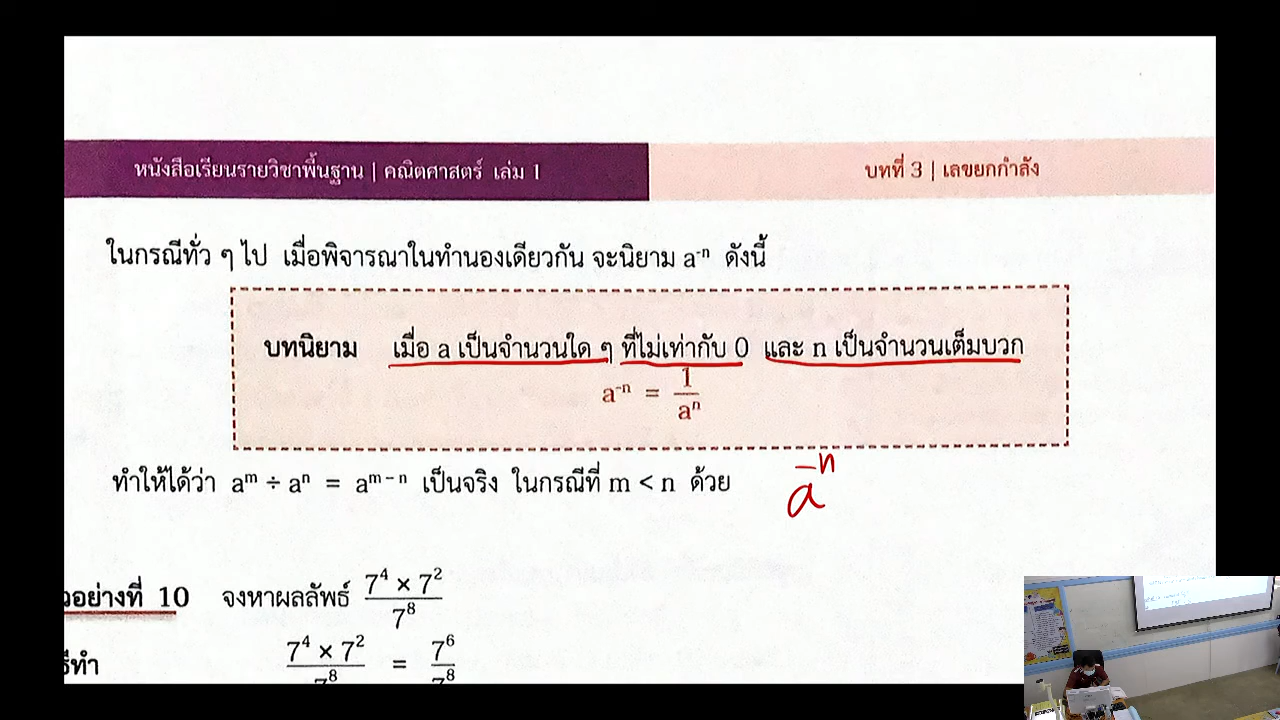 หนังสือเรียนรายวิชาพื้นฐาน | คณิตศาสตร์ เล่ม 1
บทที่ 3 | เลขยกกำลัง
ในกรณีทั่ว ๆ ไป เมื่อพิจารณาในทำนองเดียวกัน จะนิยาม a⁻ⁿ ดังนี้
บทนิยาม เมื่อ a เป็นจำนวนใด ๆ ที่ไม่เท่ากับ 0 และ n เป็นจำนวนเต็มบวก
a⁻ⁿ = 1/aⁿ
ทำให้ได้ว่า aᵐ ÷ aⁿ = aᵐ⁻ⁿ เป็นจริง ในกรณีที่ m < n ด้วย
a⁻ⁿ
วอย่างที่ 10 จงหาผลลัพธ์ (7⁴ × 7²)/7⁸
ธีทำ (7⁴ × 7²)/7⁸ = 7⁶/7⁸